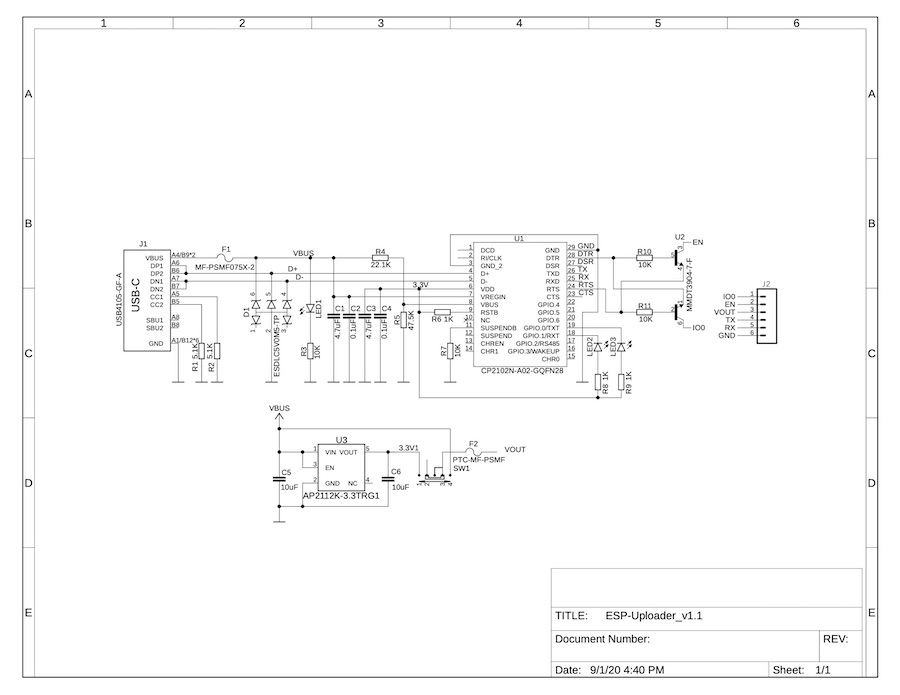 1 2 3 4 5 6
A A
B B
C C
D D
E E
J1
USB4105-GF-A
USB-C
VBUS A4/B9*2
DP1 A6
DP2 B6
DN1 A7
DN2 B7
CC1 A5
CC2 B5
SBU1 A8
SBU2 B8
GND A1/B12*6
R1 5.1K
R2 5.1K
F1
MF-PSMF075X-2
D+
D-
D1
6 5 4
1 2 3
ESDLC5V0M5-TP
VBUS
LED1
R3
10K
C1
4.7uF
C2
0.1uF
C3
4.7uF
C4
0.1uF
R4
22.1K
R5
47.5K
3.3V
R6 1K
R7
10K
U1
1 DCD
2 RI/CLK
3 GND_2
4 D+
5 D-
6 VDD
7 VREGIN
8 VBUS
9 RSTB
10 NC
11 SUSPENDB
12 SUSPEND
13 CHREN
14 CHR1
GND 29 GND
DTR 28 DTR
DSR 27 DSR
TXD 26 TX
RXD 25 RX
RTS 24 RTS
CTS 23 CTS
GPIO.4 22
GPIO.5 21
GPIO.6 20
GPIO.0/TXT 19
GPIO.1/RXT 18
GPIO.2/RS485 17
GPIO.3/WAKEUP 16
CHR0 15
CP2102N-A02-GQFN28
LED2
LED3
R8 1K
R9 1K
R10
10K
R11
10K
U2
EN
MMDT3904-7-F
IO0
J2
IO0 1
EN 2
VOUT 3
TX 4
RX 5
GND 6
VBUS
U3
1 VIN VOUT 5
3 EN
2 GND NC 4
AP2112K-3.3TRG1
C5
10uF
C6
10uF
3.3V1
F2
VOUT
PTC-MF-PSMF
SW1
1 2 3 4
TITLE: ESP-Uploader_v1.1
Document Number:
REV:
Date: 9/1/20 4:40 PM
Sheet: 1/1